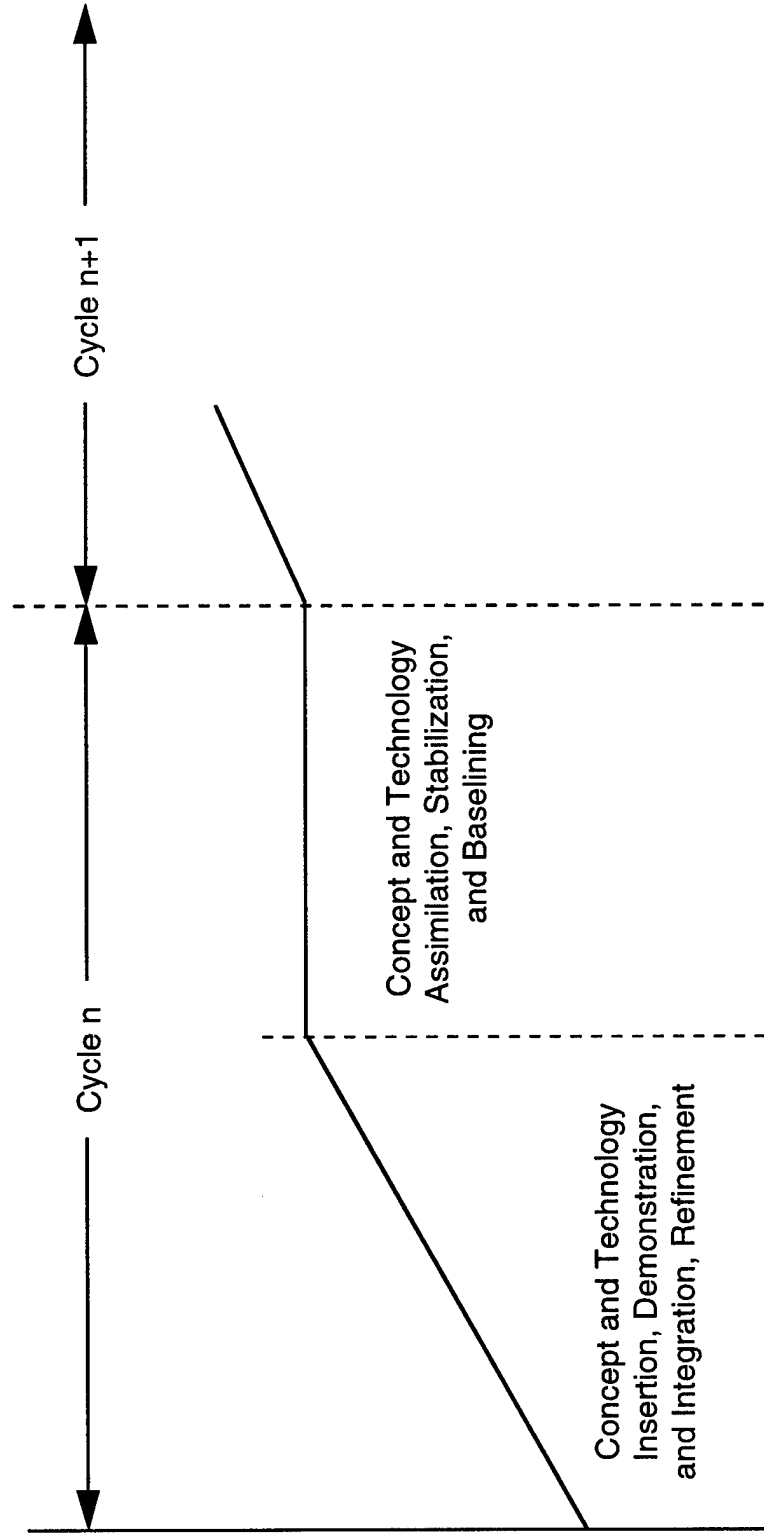 Cycle n
Cycle n+1
Concept and Technology
Insertion, Demonstration,
and Integration, Refinement
Concept and Technology
Assimilation, Stabilization,
and Baselining